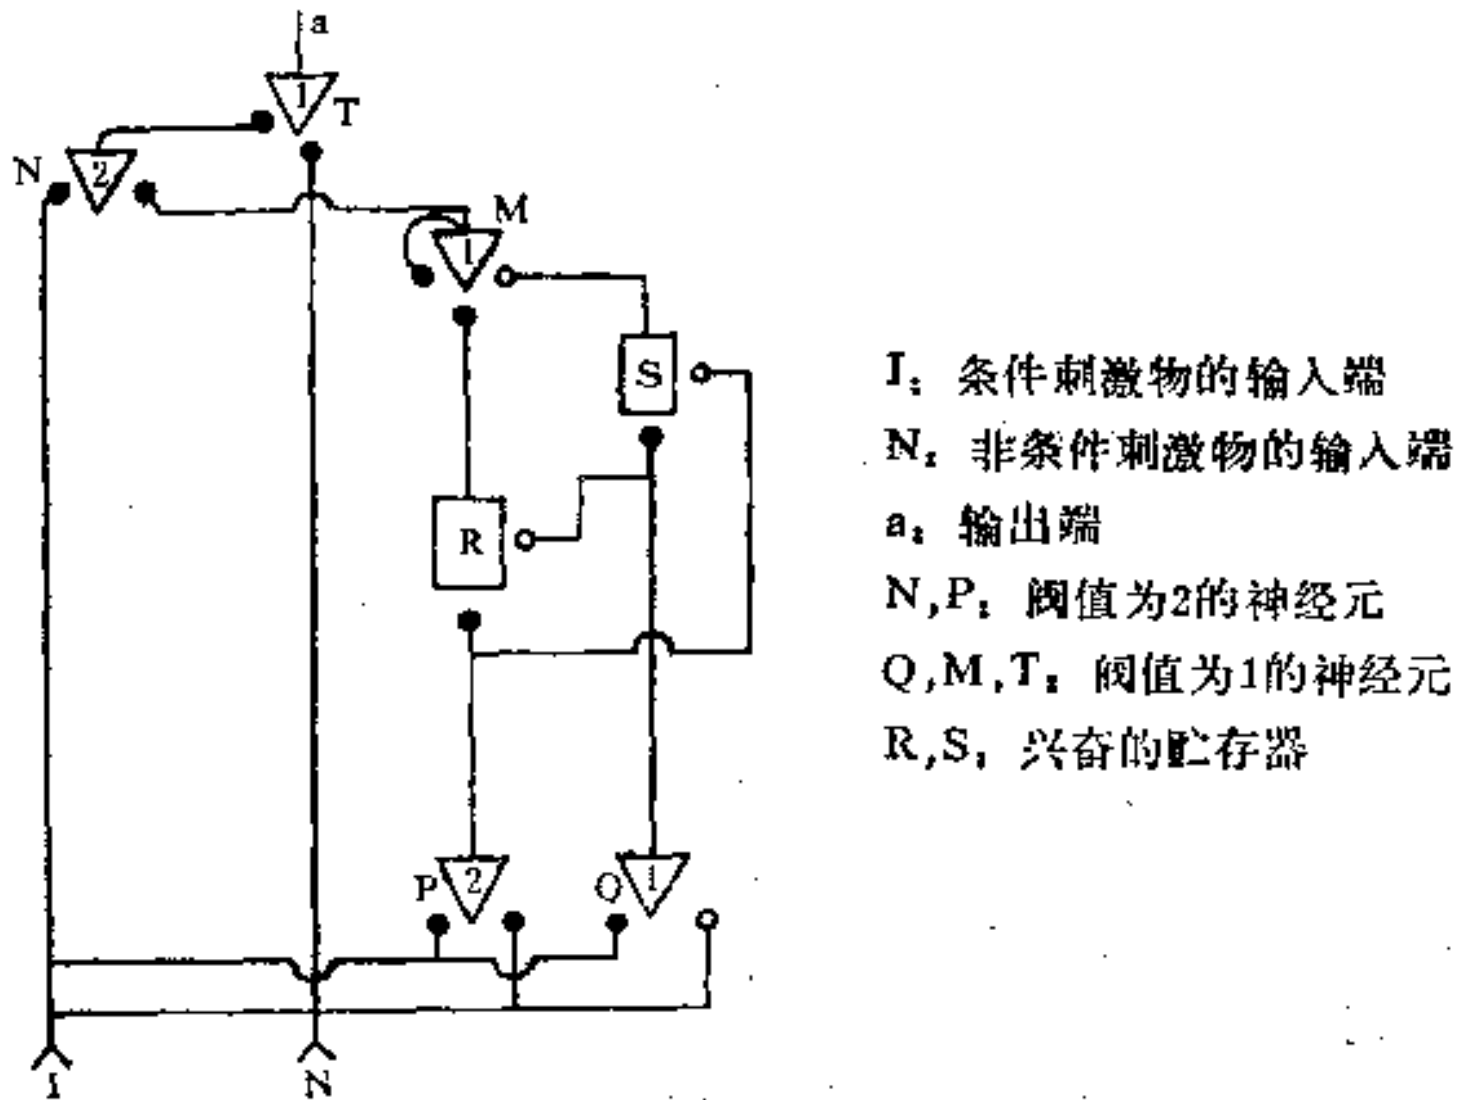 a
1
T
N
2
M
1
S
R
P
2
Q
1
I
N
I：条件刺激物的输入端
N：非条件刺激物的输入端
a：输出端
N,P：阀值为2的神经元
Q,M,T：阀值为1的神经元
R,S：兴奋的贮存器